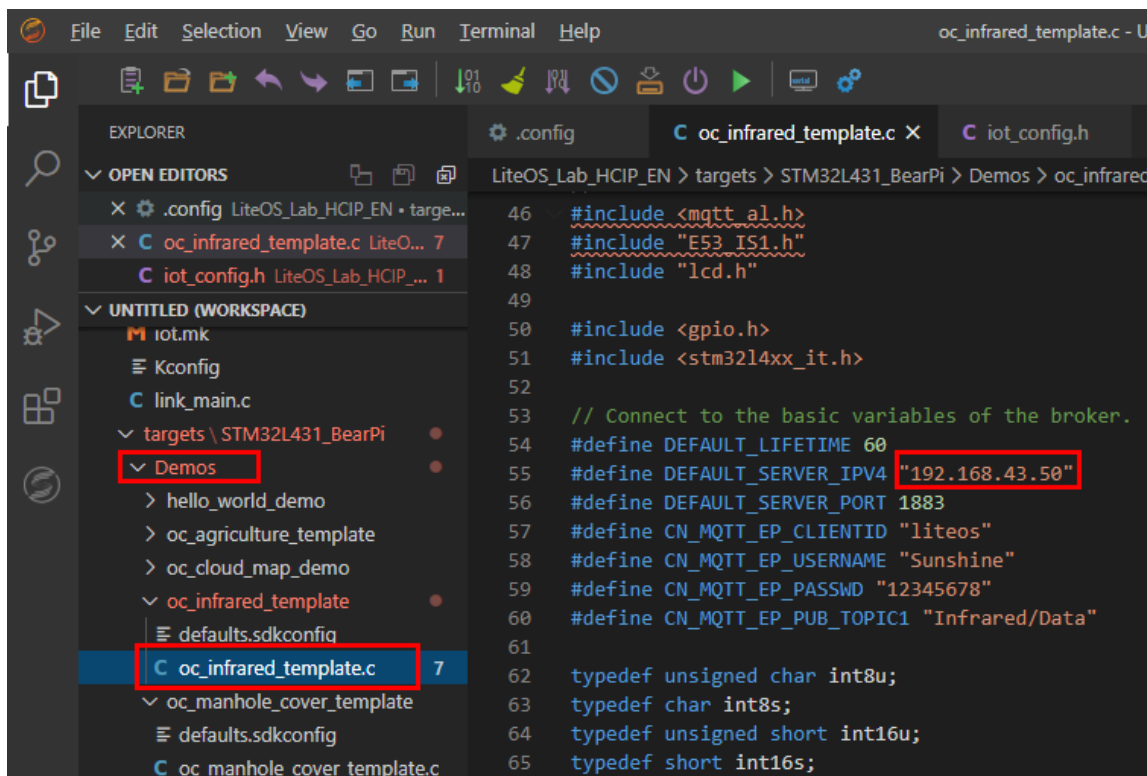 File Edit Selection View Go Run Terminal Help oc_infrared_template.c - U
EXPLORER
OPEN EDITORS
.config LiteOS_Lab_HCIP_EN • targe...
C oc_infrared_template.c LiteO... 7
C iot_config.h LiteOS_Lab_HCIP_... 1
UNTITLED (WORKSPACE)
M iot.mk
Kconfig
C link_main.c
targets \ STM32L431_BearPi
Demos
hello_world_demo
oc_agriculture_template
oc_cloud_map_demo
oc_infrared_template
defaults.sdkconfig
C oc_infrared_template.c 7
oc_manhole_cover_template
defaults.sdkconfig
C oc_manhole_cover_template.c
.config C oc_infrared_template.c C iot_config.h
LiteOS_Lab_HCIP_EN > targets > STM32L431_BearPi > Demos > oc_infrared
46 #include <mqtt_al.h>
47 #include "E53_IS1.h"
48 #include "lcd.h"
49
50 #include <gpio.h>
51 #include <stm32l4xx_it.h>
52
53 // Connect to the basic variables of the broker.
54 #define DEFAULT_LIFETIME 60
55 #define DEFAULT_SERVER_IPV4 "192.168.43.50"
56 #define DEFAULT_SERVER_PORT 1883
57 #define CN_MQTT_EP_CLIENTID "liteos"
58 #define CN_MQTT_EP_USERNAME "Sunshine"
59 #define CN_MQTT_EP_PASSWD "12345678"
60 #define CN_MQTT_EP_PUB_TOPIC1 "Infrared/Data"
61
62 typedef unsigned char int8u;
63 typedef char int8s;
64 typedef unsigned short int16u;
65 typedef short int16s;